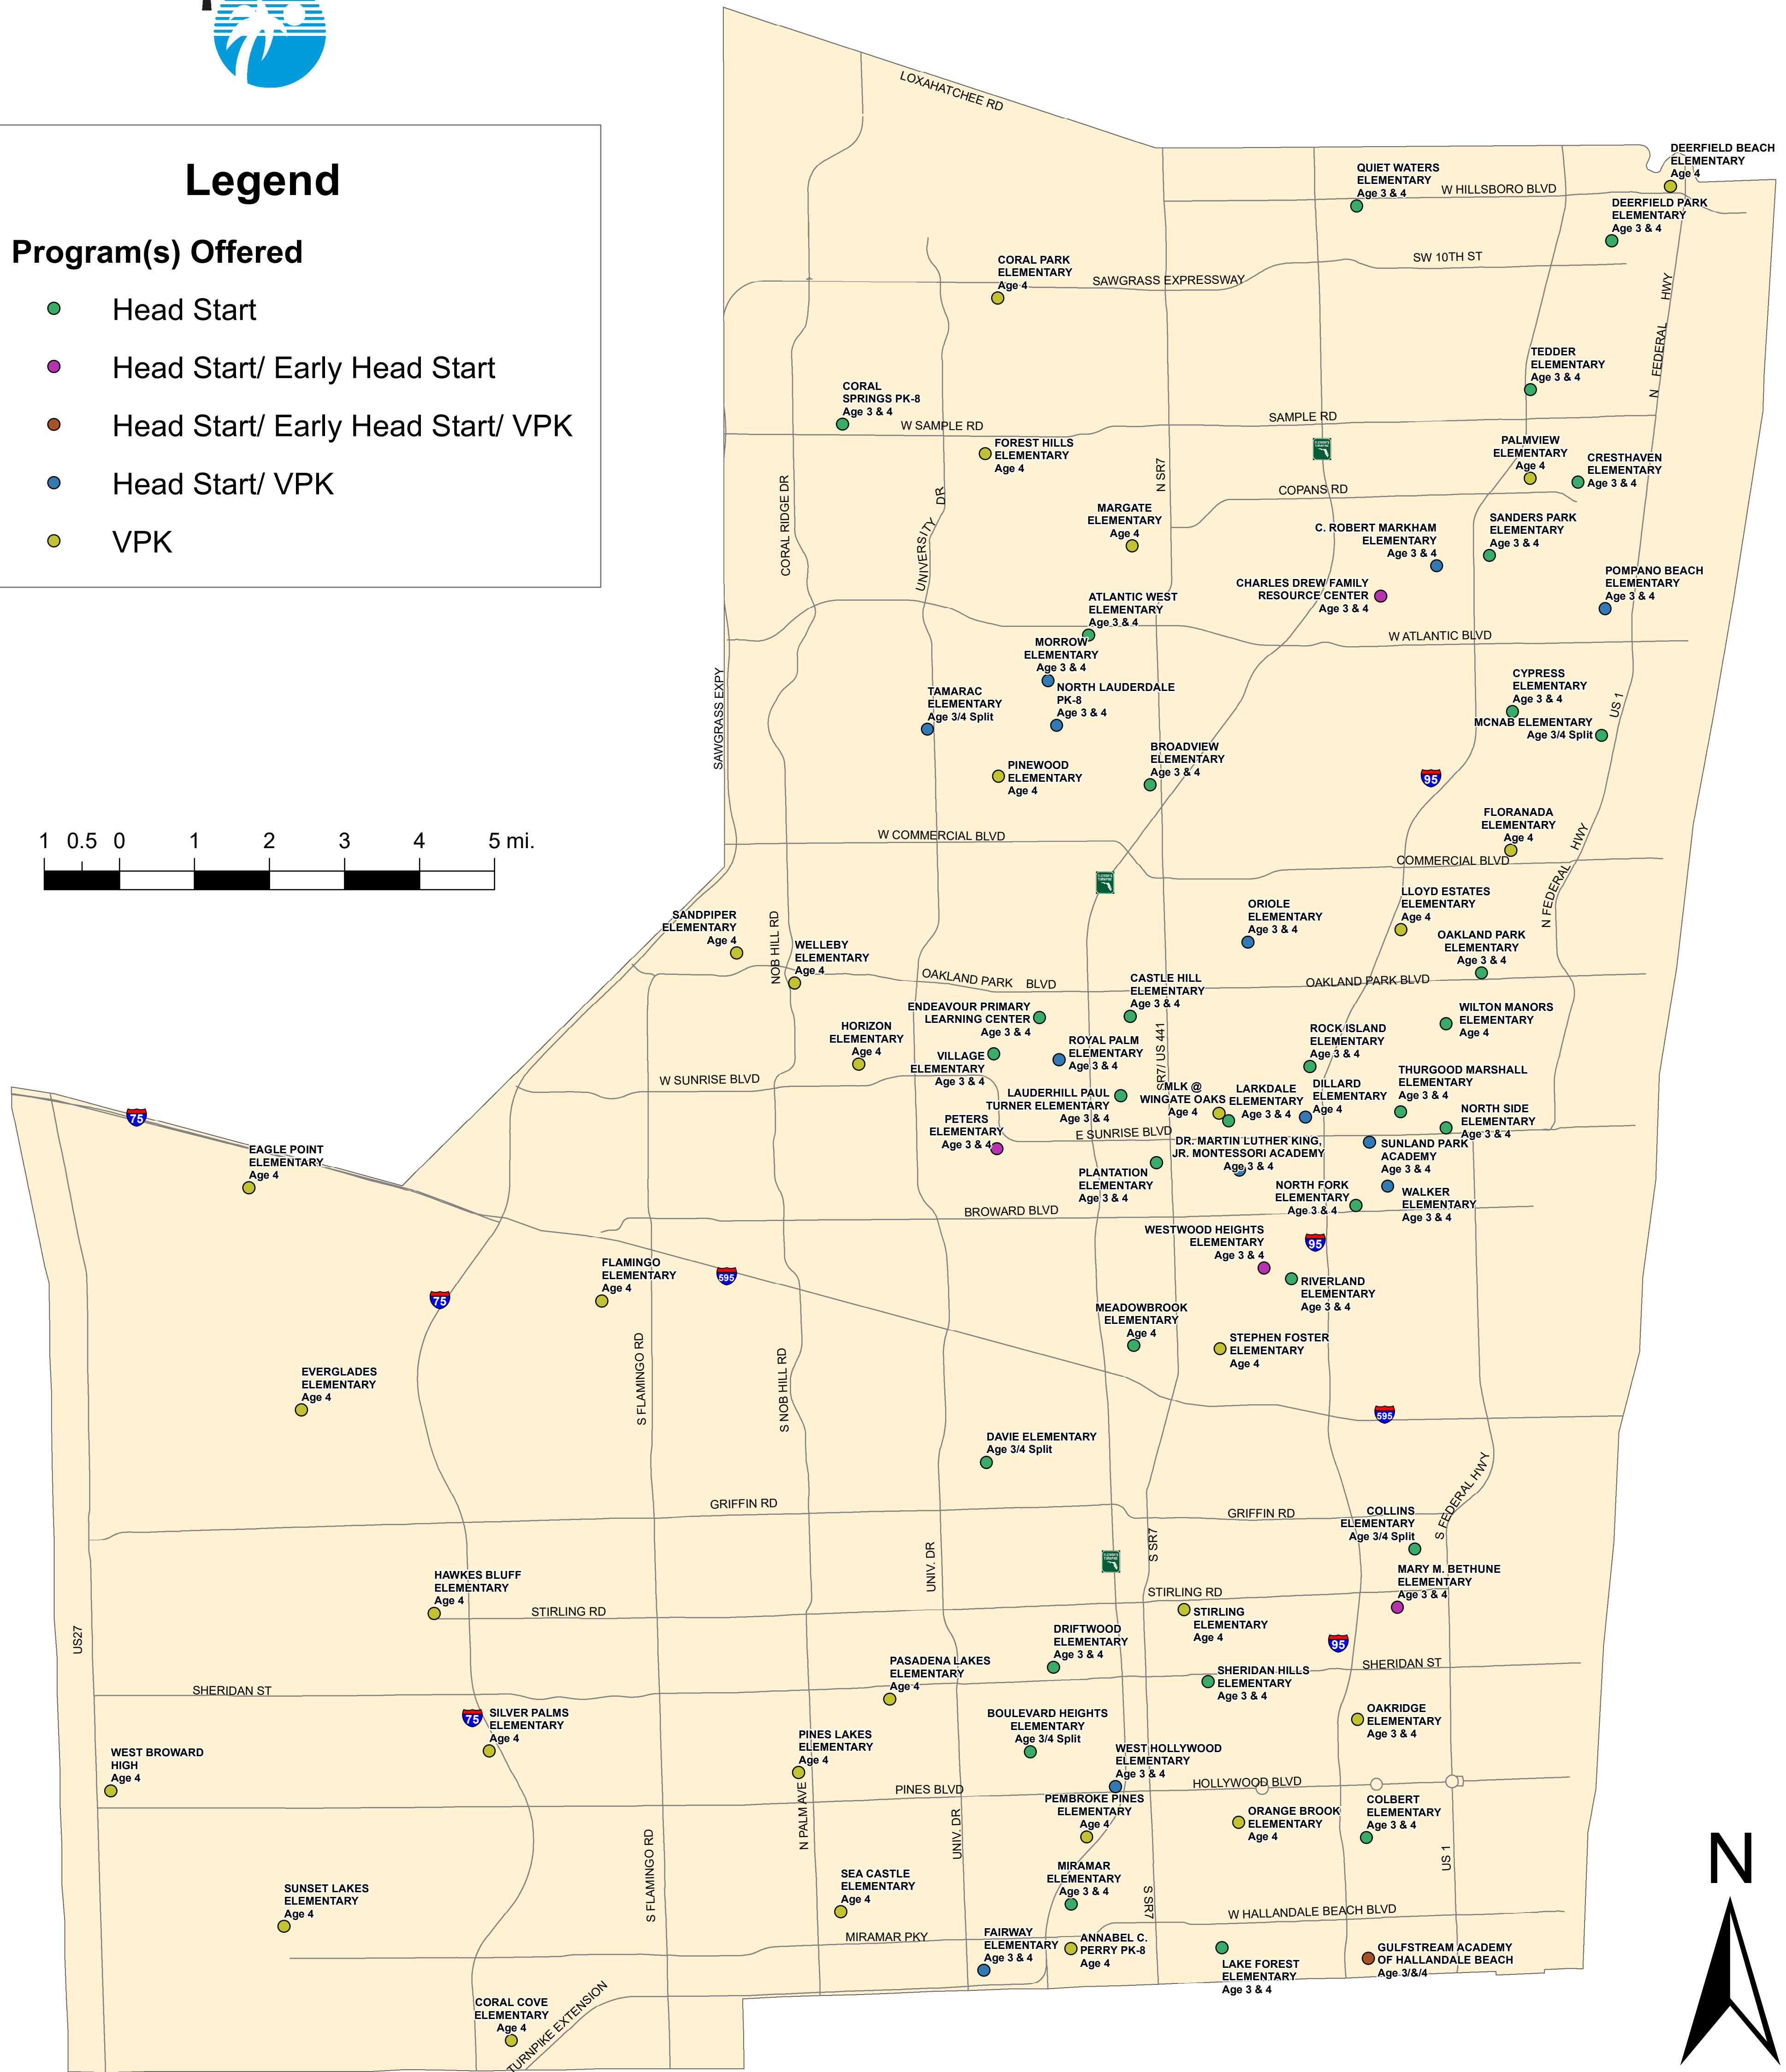 Legend
Program(s) Offered
Head Start
Head Start/ Early Head Start
Head Start/ Early Head Start/ VPK
Head Start/ VPK
VPK
1 0.5 0 1 2 3 4 5 mi.
LOXAHATCHEE RD
DEERFIELD BEACH
ELEMENTARY
Age 4
QUIET WATERS
ELEMENTARY
Age 3 & 4
W HILLSBORO BLVD
DEERFIELD PARK
ELEMENTARY
Age 3 & 4
CORAL PARK
ELEMENTARY
Age 4
SAWGRASS EXPRESSWAY
SW 10TH ST
N FEDERAL HWY
TEDDER
ELEMENTARY
Age 3 & 4
CORAL
SPRINGS PK-8
Age 3 & 4
W SAMPLE RD
SAMPLE RD
FOREST HILLS
ELEMENTARY
Age 4
PALMVIEW
ELEMENTARY
Age 4
CRESTHAVEN
ELEMENTARY
Age 3 & 4
CORAL RIDGE DR
UNIVERSITY DR
N SR7
COPANS RD
MARGATE
ELEMENTARY
Age 4
C. ROBERT MARKHAM
ELEMENTARY
Age 3 & 4
SANDERS PARK
ELEMENTARY
Age 3 & 4
CHARLES DREW FAMILY
RESOURCE CENTER
Age 3 & 4
POMPANO BEACH
ELEMENTARY
Age 3 & 4
ATLANTIC WEST
ELEMENTARY
Age 3 & 4
W ATLANTIC BLVD
MORROW
ELEMENTARY
Age 3 & 4
SAWGRASS EXPY
TAMARAC
ELEMENTARY
Age 3/4 Split
NORTH LAUDERDALE
PK-8
Age 3 & 4
CYPRESS
ELEMENTARY
Age 3 & 4
MCNAB ELEMENTARY
Age 3/4 Split
US 1
PINEWOOD
ELEMENTARY
Age 4
BROADVIEW
ELEMENTARY
Age 3 & 4
95
FLORANADA
ELEMENTARY
Age 4
W COMMERCIAL BLVD
COMMERCIAL BLVD
N FEDERAL HWY
SANDPIPER
ELEMENTARY
Age 4
NOB HILL RD
WELLEBY
ELEMENTARY
Age 4
ORIOLE
ELEMENTARY
Age 3 & 4
LLOYD ESTATES
ELEMENTARY
Age 4
OAKLAND PARK
ELEMENTARY
Age 3 & 4
OAKLAND PARK BLVD
OAKLAND PARK BLVD
CASTLE HILL
ELEMENTARY
Age 3 & 4
ENDEAVOUR PRIMARY
LEARNING CENTER
Age 3 & 4
WILTON MANORS
ELEMENTARY
Age 4
HORIZON
ELEMENTARY
Age 4
VILLAGE
ELEMENTARY
Age 3 & 4
ROYAL PALM
ELEMENTARY
Age 3 & 4
SR7/ US 441
ROCK ISLAND
ELEMENTARY
Age 3 & 4
W SUNRISE BLVD
THURGOOD MARSHALL
ELEMENTARY
Age 3 & 4
LAUDERHILL PAUL
TURNER ELEMENTARY
Age 3 & 4
MLK @
WINGATE OAKS
Age 4
LARKDALE
ELEMENTARY
Age 3 & 4
DILLARD
ELEMENTARY
Age 4
NORTH SIDE
ELEMENTARY
Age 3 & 4
75
PETERS
ELEMENTARY
Age 3 & 4
E SUNRISE BLVD
DR. MARTIN LUTHER KING,
JR. MONTESSORI ACADEMY
Age 3 & 4
SUNLAND PARK
ACADEMY
Age 3 & 4
EAGLE POINT
ELEMENTARY
Age 4
PLANTATION
ELEMENTARY
Age 3 & 4
NORTH FORK
ELEMENTARY
Age 3 & 4
WALKER
ELEMENTARY
Age 3 & 4
BROWARD BLVD
WESTWOOD HEIGHTS
ELEMENTARY
Age 3 & 4
95
FLAMINGO
ELEMENTARY
Age 4
595
75
RIVERLAND
ELEMENTARY
Age 3 & 4
MEADOWBROOK
ELEMENTARY
Age 4
STEPHEN FOSTER
ELEMENTARY
Age 4
S FLAMINGO RD
S NOB HILL RD
EVERGLADES
ELEMENTARY
Age 4
595
DAVIE ELEMENTARY
Age 3/4 Split
GRIFFIN RD
GRIFFIN RD
S FEDERAL HWY
COLLINS
ELEMENTARY
Age 3/4 Split
UNIV. DR
S SR7
HAWKES BLUFF
ELEMENTARY
Age 4
MARY M. BETHUNE
ELEMENTARY
Age 3 & 4
STIRLING RD
STIRLING RD
STIRLING
ELEMENTARY
Age 4
US27
DRIFTWOOD
ELEMENTARY
Age 3 & 4
95
PASADENA LAKES
ELEMENTARY
Age 4
SHERIDAN ST
SHERIDAN HILLS
ELEMENTARY
Age 3 & 4
SHERIDAN ST
75
SILVER PALMS
ELEMENTARY
Age 4
BOULEVARD HEIGHTS
ELEMENTARY
Age 3/4 Split
OAKRIDGE
ELEMENTARY
Age 3 & 4
PINES LAKES
ELEMENTARY
Age 4
WEST BROWARD
HIGH
Age 4
WEST HOLLYWOOD
ELEMENTARY
Age 3 & 4
PINES BLVD
HOLLYWOOD BLVD
N PALM AVE
UNIV. DR
PEMBROKE PINES
ELEMENTARY
Age 4
ORANGE BROOK
ELEMENTARY
Age 4
COLBERT
ELEMENTARY
Age 3 & 4
US 1
S FLAMINGO RD
N
SEA CASTLE
ELEMENTARY
Age 4
MIRAMAR
ELEMENTARY
Age 3 & 4
S SR7
SUNSET LAKES
ELEMENTARY
Age 4
W HALLANDALE BEACH BLVD
MIRAMAR PKY
FAIRWAY
ELEMENTARY
Age 3 & 4
ANNABEL C.
PERRY PK-8
Age 4
LAKE FOREST
ELEMENTARY
Age 3 & 4
GULFSTREAM ACADEMY
OF HALLANDALE BEACH
Age 3/&/4
CORAL COVE
ELEMENTARY
Age 4
TURNPIKE EXTENSION